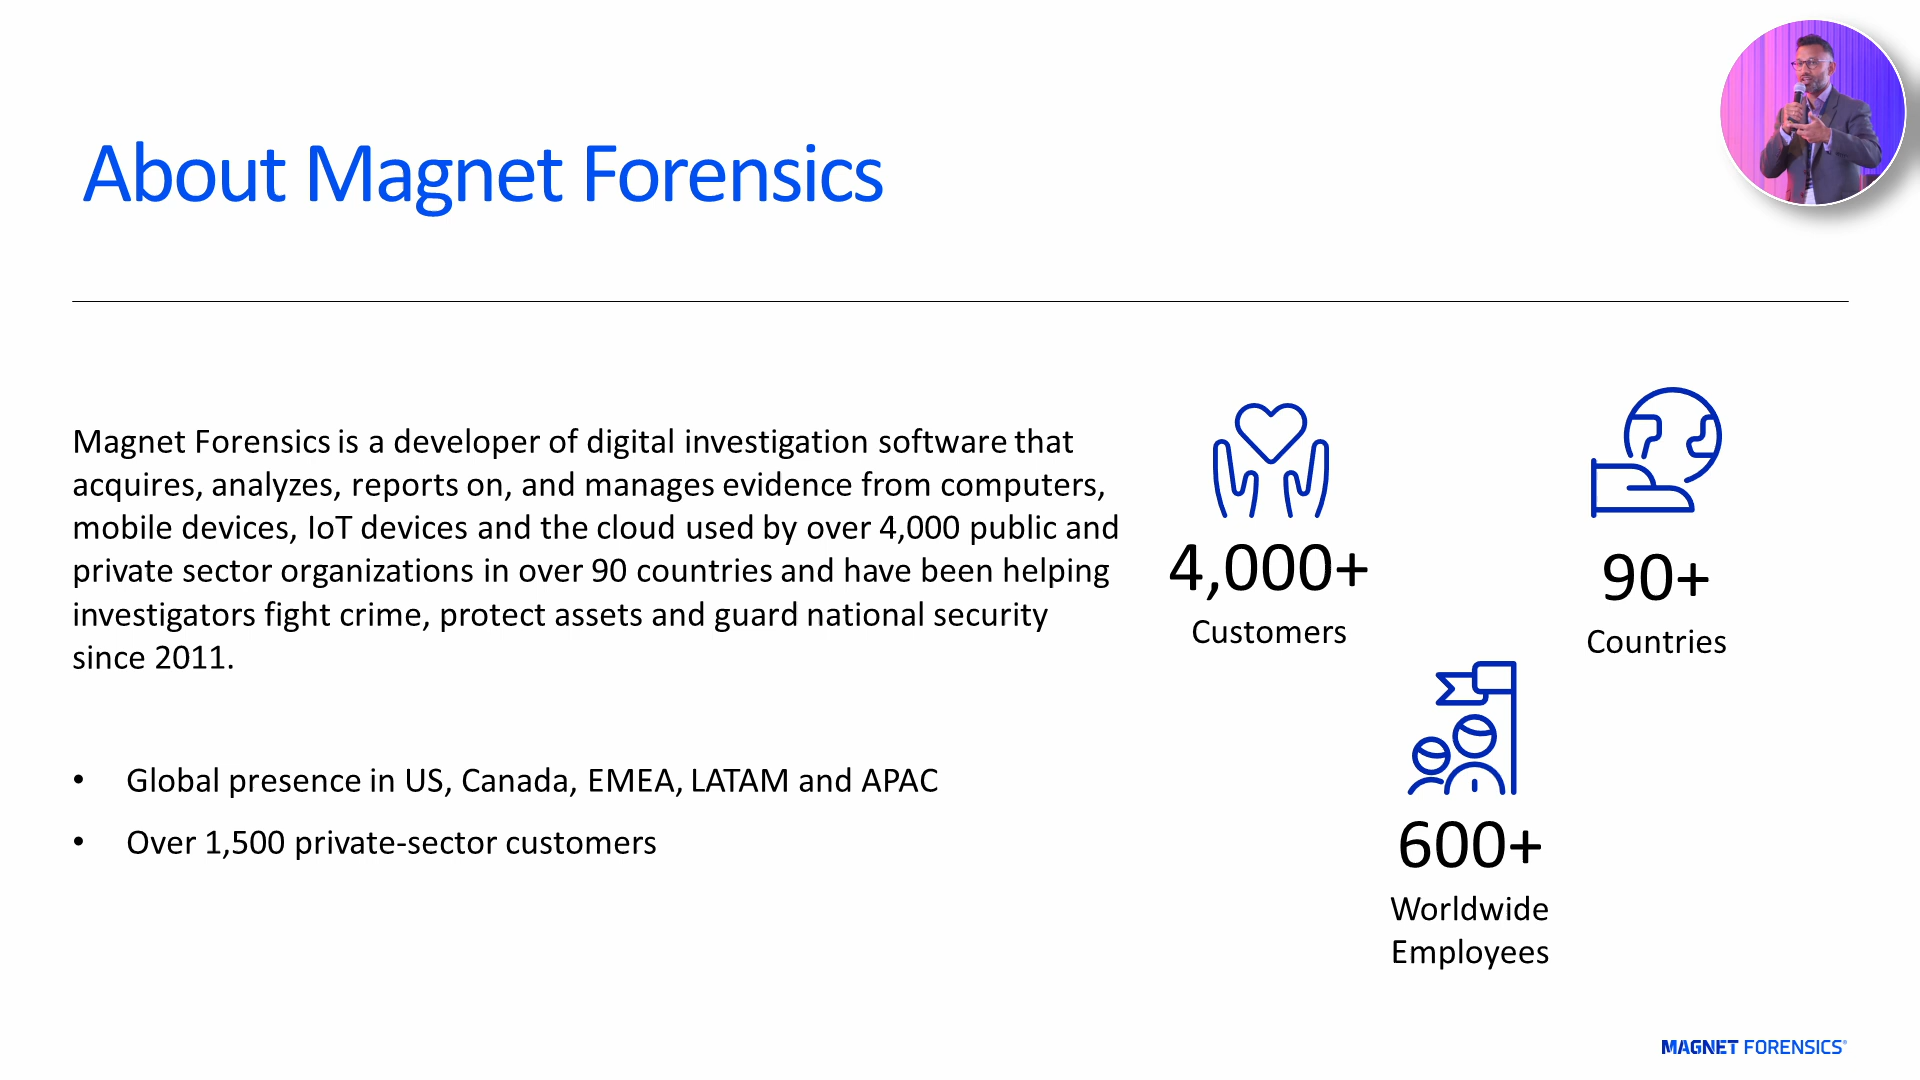 About Magnet Forensics
Magnet Forensics is a developer of digital investigation software that
acquires, analyzes, reports on, and manages evidence from computers,
mobile devices, IoT devices and the cloud used by over 4,000 public and
private sector organizations in over 90 countries and have been helping
investigators fight crime, protect assets and guard national security
since 2011.
• Global presence in US, Canada, EMEA, LATAM and APAC
• Over 1,500 private-sector customers
4,000+
Customers
90+
Countries
600+
Worldwide
Employees
MAGNET FORENSICS®